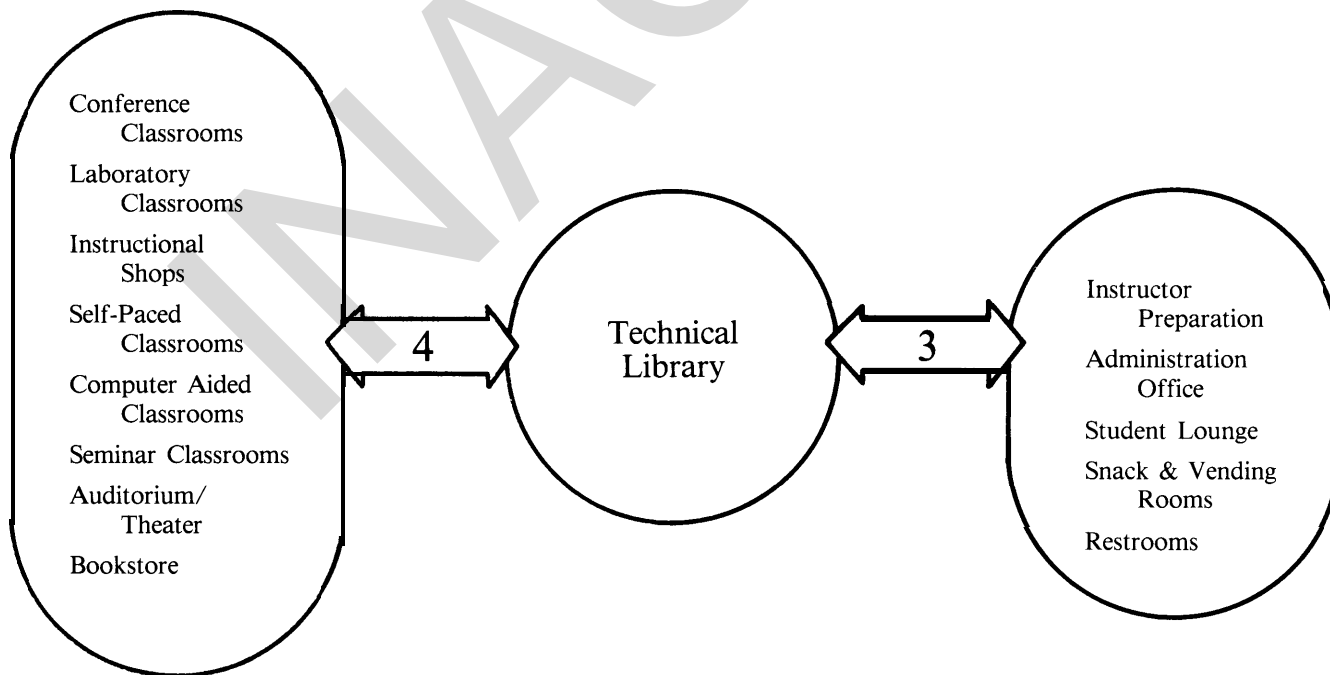 Conference
Classrooms
Laboratory
Classrooms
Instructional
Shops
Self-Paced
Classrooms
Computer Aided
Classrooms
Seminar Classrooms
Auditorium/
Theater
Bookstore
4
Technical
Library
3
Instructor
Preparation
Administration
Office
Student Lounge
Snack & Vending
Rooms
Restrooms